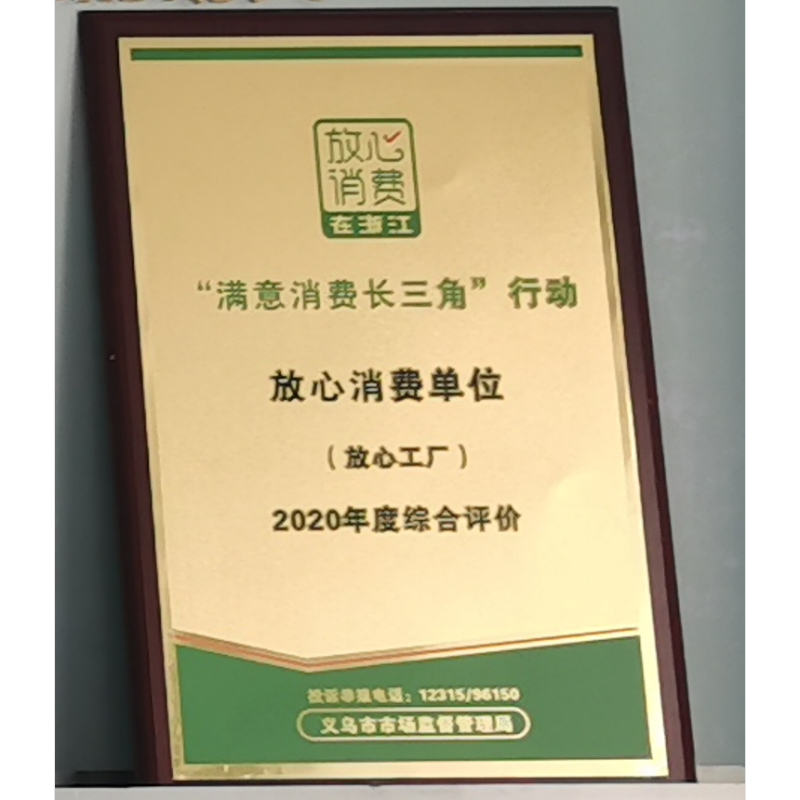 放心
消费
在浙江
“满意消费长三角”行动
放心消费单位
（放心工厂）
2020年度综合评价
投诉举报电话：12315/96150
义乌市市场监督管理局